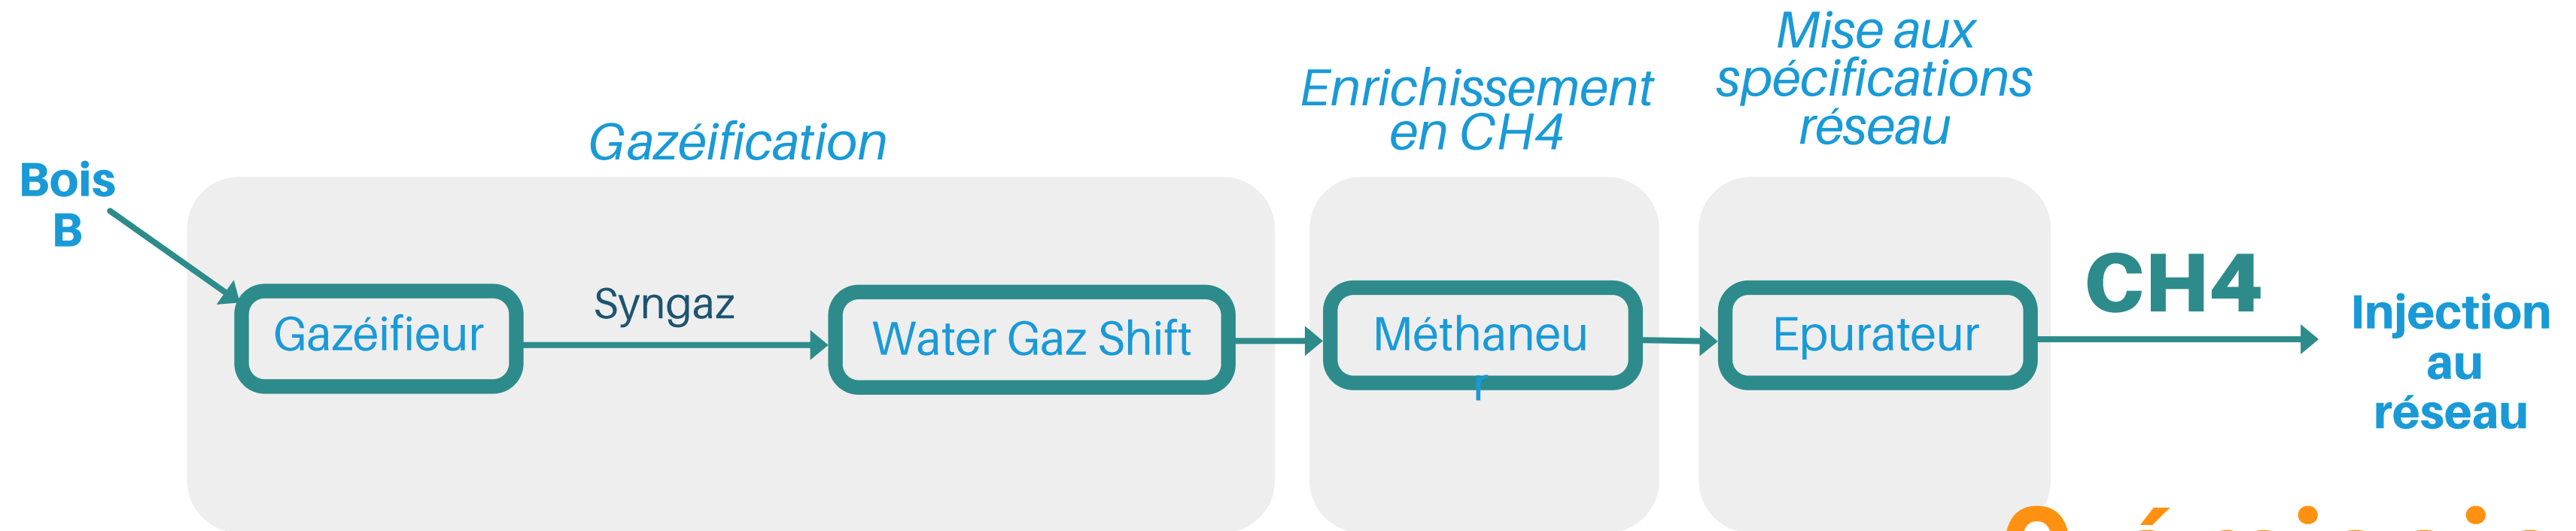 Mise aux
spécifications
réseau
Enrichissement
en CH4
Gazéification
Bois
B
Gazéifieur
Syngaz
Water Gaz Shift
Méthaneu
r
Epurateur
CH4
Injection
au
réseau